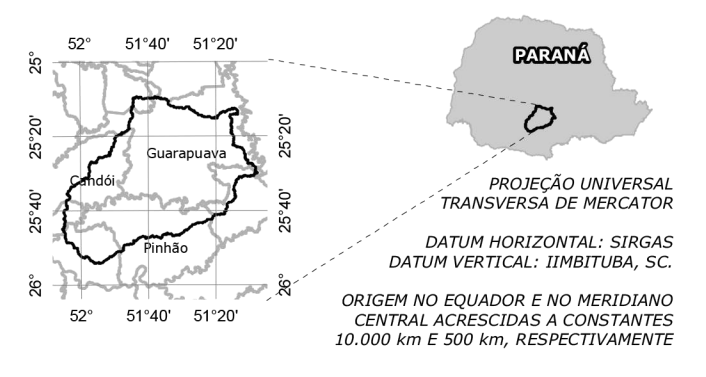 52° 51°40' 51°20'
25°
25°20'
25°40'
26°
Guarapuava
Candói
Pinhão
25°20'
25°40'
26°
52° 51°40' 51°20'
PARANÁ
PROJEÇÃO UNIVERSAL
TRANSVERSA DE MERCATOR
DATUM HORIZONTAL: SIRGAS
DATUM VERTICAL: IIMBITUBA, SC.
ORIGEM NO EQUADOR E NO MERIDIANO
CENTRAL ACRESCIDAS A CONSTANTES
10.000 km E 500 km, RESPECTIVAMENTE